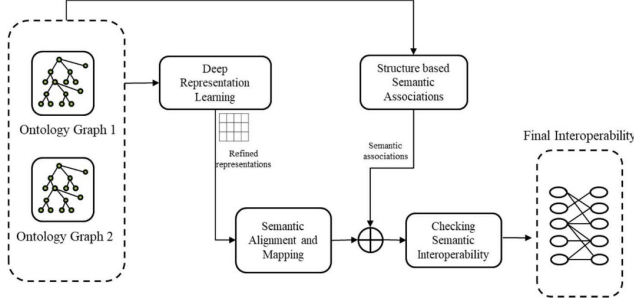 Ontology Graph 1
Ontology Graph 2
Deep
Representation
Learning
Refined
representations
Structure based
Semantic
Associations
Semantic
associations
Semantic
Alignment and
Mapping
Checking
Semantic
Interoperability
Final Interoperability